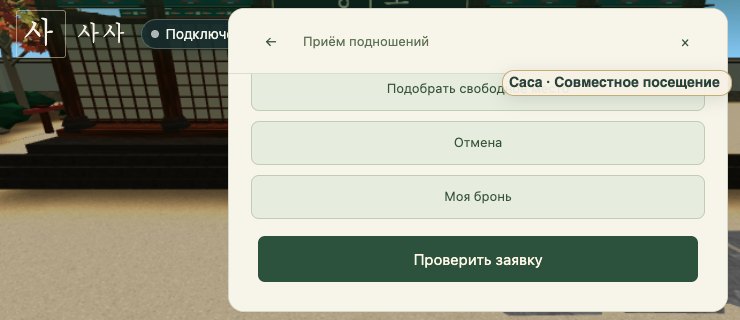 사 사사 Подключе
← Приём подношений ×
Подобрать свобод
Саса · Совместное посещение
Отмена
Моя бронь
Проверить заявку